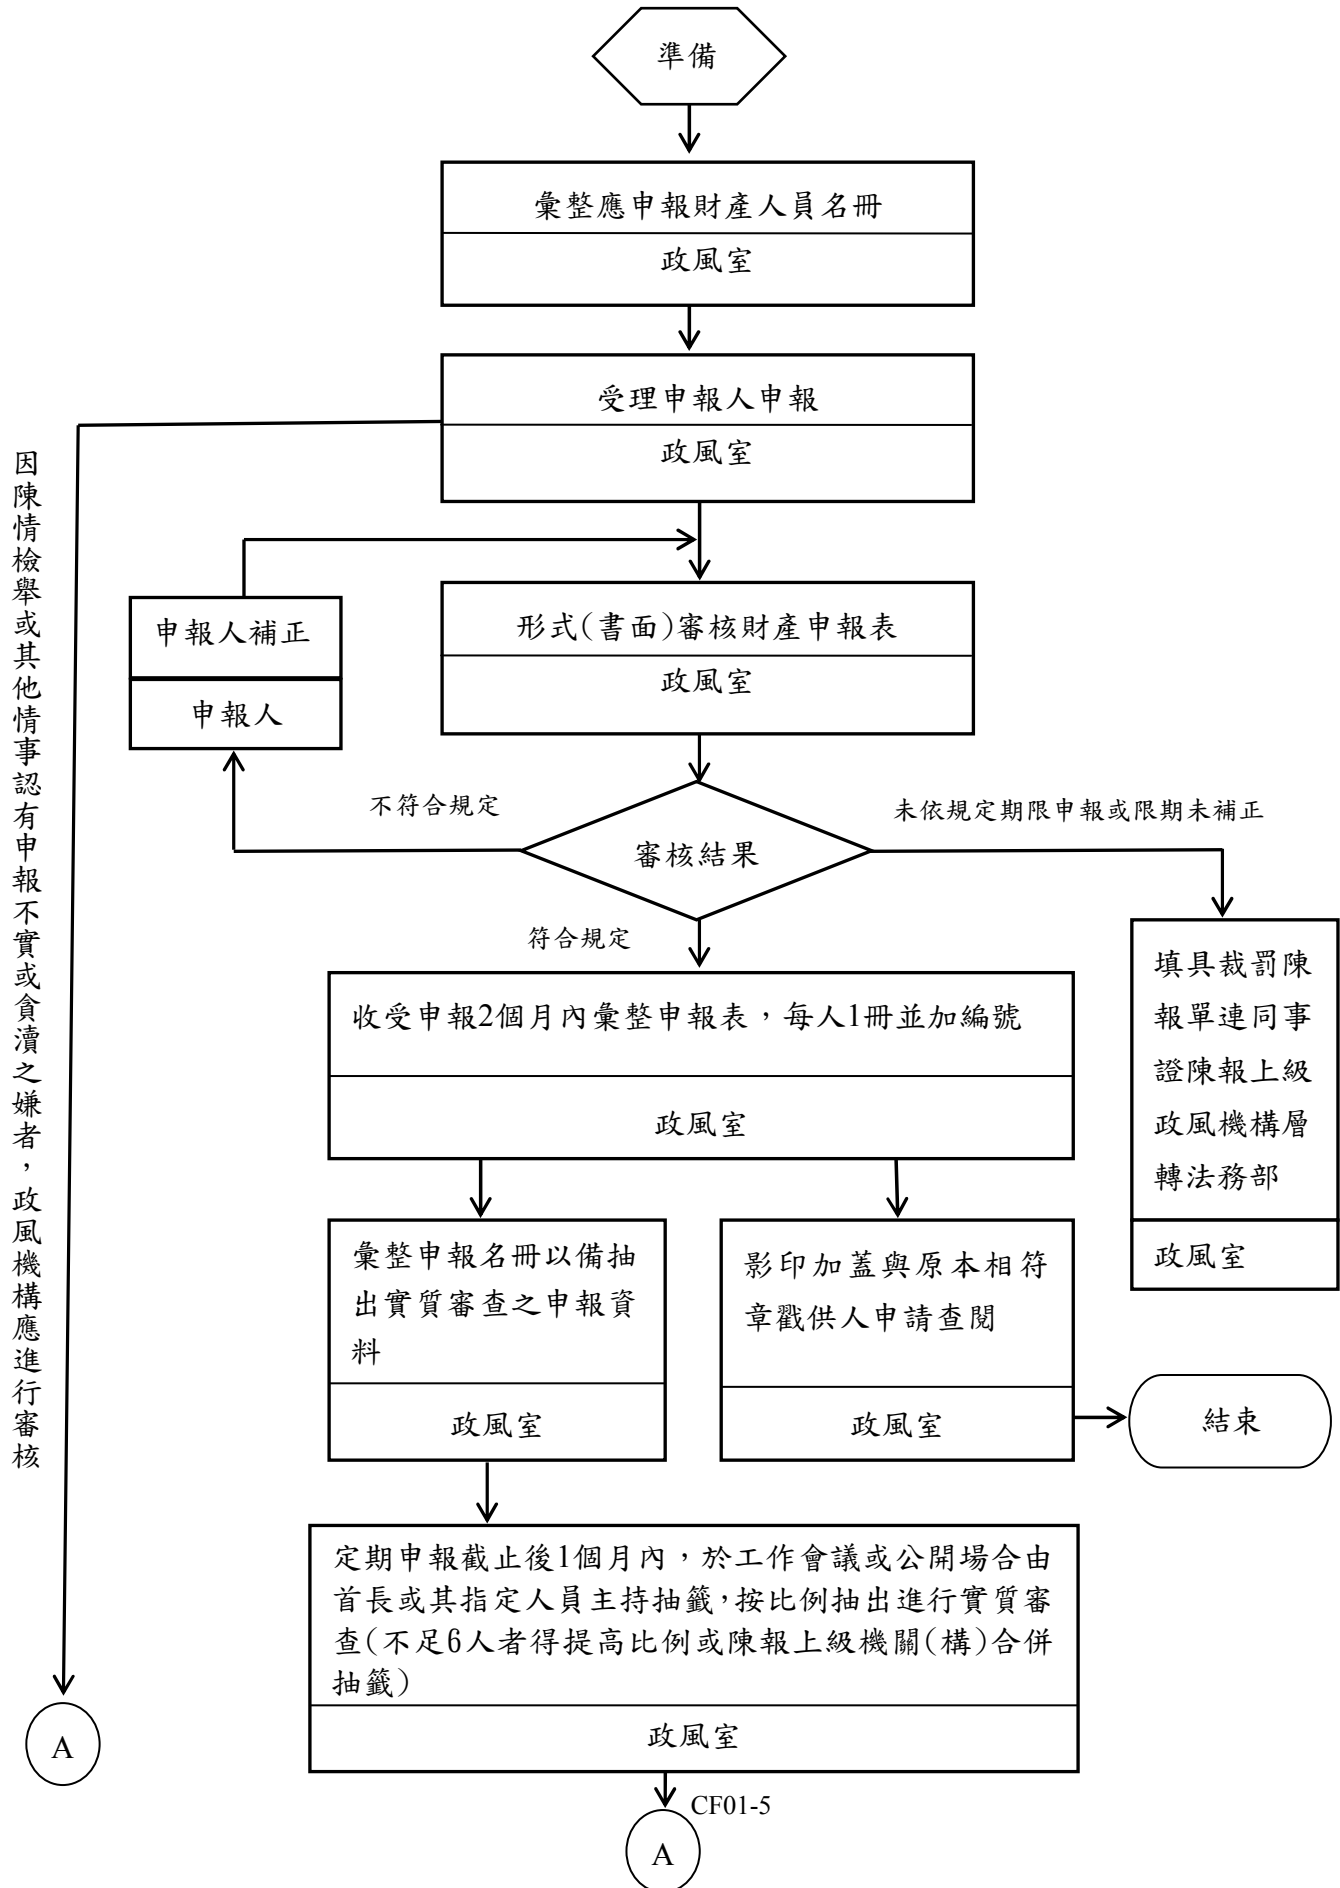 準備
彙整應申報財產人員名冊
政風室
受理申報人申報
政風室
因陳情檢舉或其他情事認有申報不實或貪瀆之嫌者，政風機構應進行審核
申報人補正
申報人
形式(書面)審核財產申報表
政風室
不符合規定
未依規定期限申報或限期未補正
審核結果
符合規定
填具裁罰陳
報單連同事
證陳報上級
政風機構層
轉法務部
政風室
收受申報2個月內彙整申報表，每人1冊並加編號
政風室
彙整申報名冊以備抽
出實質審查之申報資
料
政風室
影印加蓋與原本相符
章戳供人申請查閱
政風室
結束
定期申報截止後1個月內，於工作會議或公開場合由
首長或其指定人員主持抽籤，按比例抽出進行實質審
查(不足6人者得提高比例或陳報上級機關(構)合併
抽籤)
政風室
A
CF01-5
A